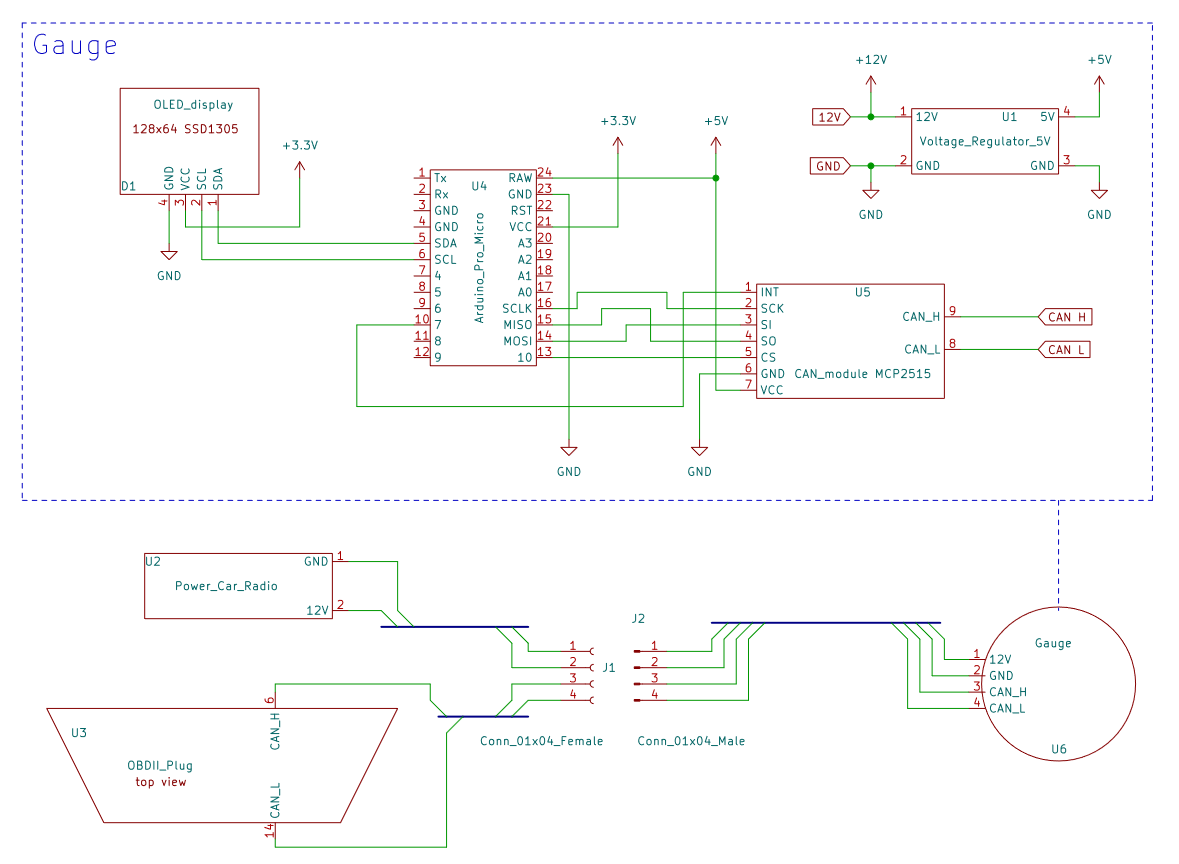 Gauge
OLED_display
128x64 SSD1305
D1
GND
VCC
SCL
SDA
4
3
2
1
+3.3V
GND
+3.3V
+5V
U4
Arduino_Pro_Micro
1 Tx
2 Rx
3 GND
4 GND
5 SDA
6 SCL
7 4
8 5
9 6
10 7
11 8
12 9
RAW 24
GND 23
RST 22
VCC 21
A3 20
A2 19
A1 18
A0 17
SCLK 16
MISO 15
MOSI 14
10 13
GND
GND
+12V
+5V
12V
GND
1 12V
U1
5V 4
Voltage_Regulator_5V
2 GND
GND 3
GND
GND
U5
1 INT
2 SCK
3 SI
4 SO
5 CS
6 GND
7 VCC
CAN_H 9
CAN_L 8
CAN_module MCP2515
CAN H
CAN L
U2
GND 1
Power_Car_Radio
12V 2
J2
1
2
3
4
J1
1
2
3
4
Conn_01x04_Female
Conn_01x04_Male
6
CAN_H
U3
OBDII_Plug
top view
CAN_L
14
Gauge
1 12V
2 GND
3 CAN_H
4 CAN_L
U6